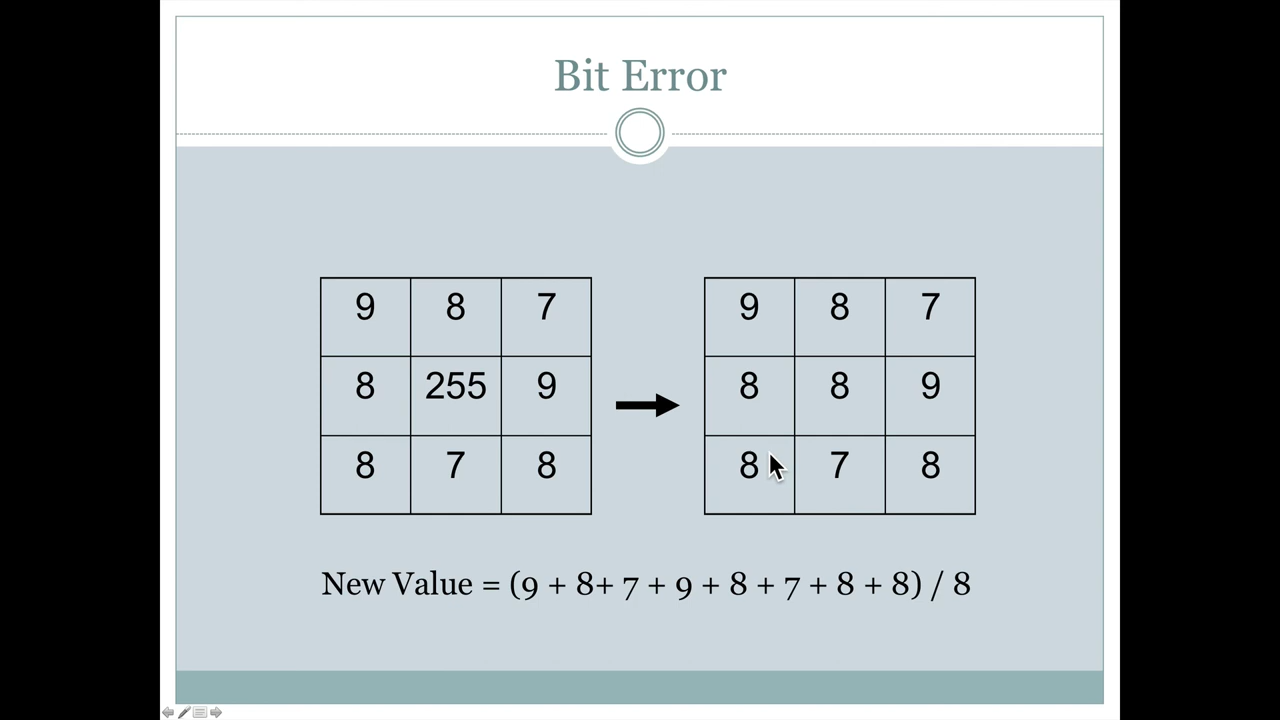 Bit Error
9 8 7
8 255 9
8 7 8
9 8 7
8 8 9
8 7 8
New Value = (9 + 8+ 7 + 9 + 8 + 7 + 8 + 8) / 8